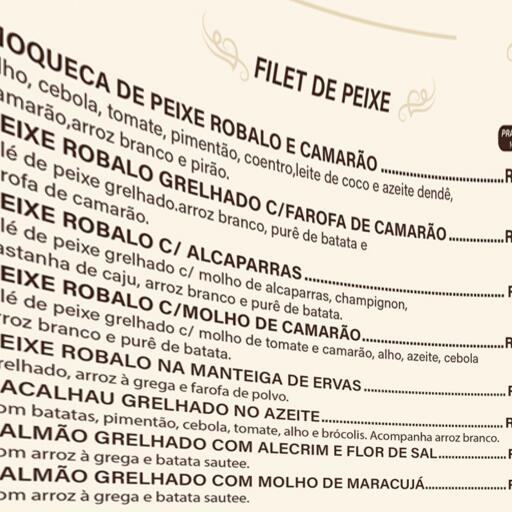 FILET DE PEIXE
MOQUECA DE PEIXE ROBALO E CAMARÃO
lho, cebola, tomate, pimentão, coentro,leite de coco e azeite dendê,
amarão,arroz branco e pirão.
EIXE ROBALO GRELHADO C/FAROFA DE CAMARÃO
lé de peixe grelhado.arroz branco, purê de batata e
rofa de camarão.
EIXE ROBALO C/ ALCAPARRAS
lé de peixe grelhado c/ molho de alcaparras, champignon,
astanha de caju, arroz branco e purê de batata.
EIXE ROBALO C/MOLHO DE CAMARÃO
lé de peixe grelhado c/ molho de tomate e camarão, alho, azeite, cebola
rroz branco e purê de batata.
EIXE ROBALO NA MANTEIGA DE ERVAS
relhado, arroz à grega e farofa de polvo.
ACALHAU GRELHADO NO AZEITE
om batatas, pimentão, cebola, tomate, alho e brócolis. Acompanha arroz branco.
ALMÃO GRELHADO COM ALECRIM E FLOR DE SAL
om arroz à grega e batata sautee.
ALMÃO GRELHADO COM MOLHO DE MARACUJÁ
om arroz à grega e batata sautee.